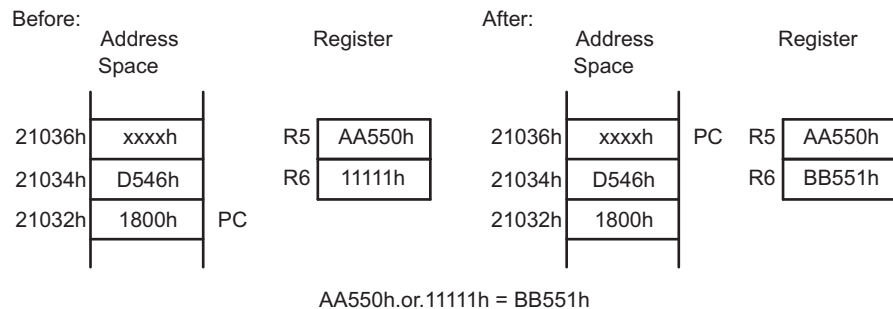 Before:
Address
Space
Register
21036h xxxxh R5 AA550h
21034h D546h R6 11111h
21032h 1800h PC
After:
Address
Space
Register
21036h xxxxh PC R5 AA550h
21034h D546h R6 BB551h
21032h 1800h
AA550h.or.11111h = BB551h